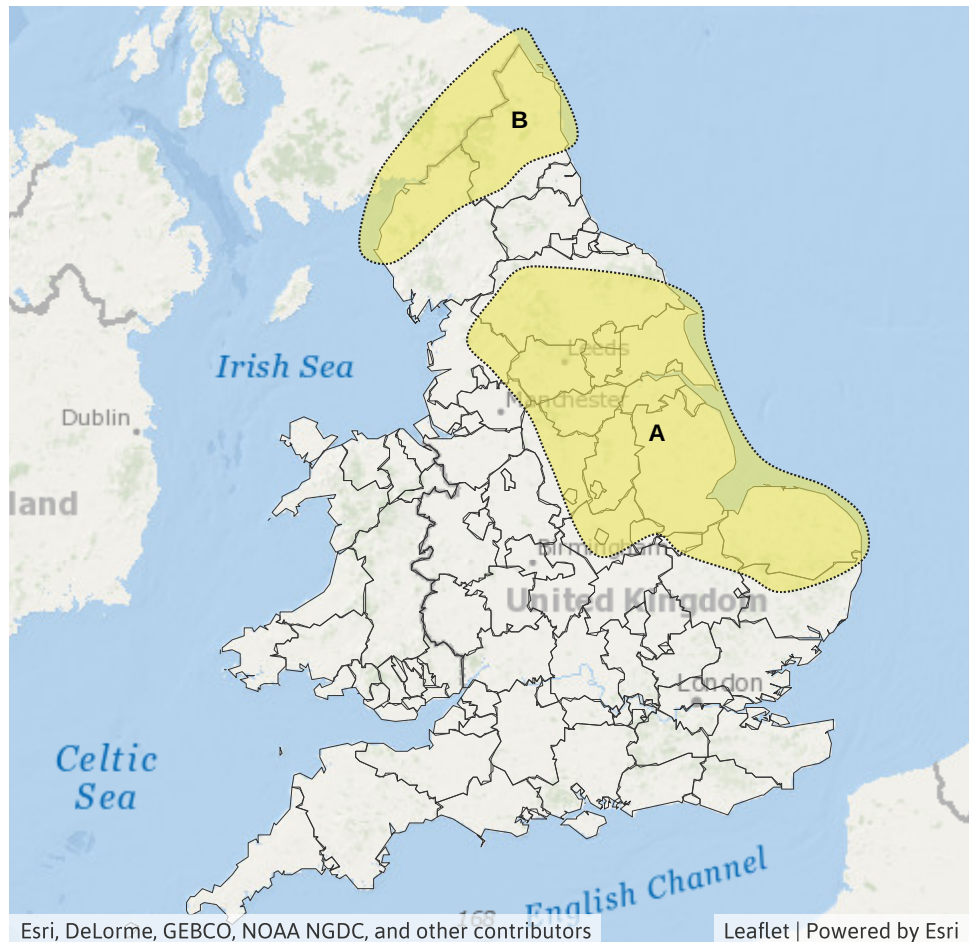 B
Leeds
Irish Sea
Manchester
Dublin
A
land
Birmingham
United Kingdom
London
Celtic
Sea
English Channel
168
Esri, DeLorme, GEBCO, NOAA NGDC, and other contributors
Leaflet | Powered by Esri